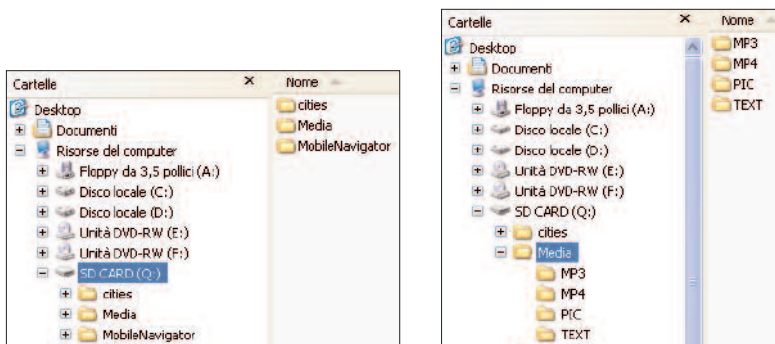 Cartelle × Nome
Desktop
Documenti
Risorse del computer
Floppy da 3,5 pollici (A:)
Disco locale (C:)
Disco locale (D:)
Unità DVD-RW (E:)
Unità DVD-RW (F:)
SD CARD (Q:)
cities
Media
MobileNavigator
cities
Media
MobileNavigator
Cartelle × Nome
Desktop
Documenti
Risorse del computer
Floppy da 3,5 pollici (A:)
Disco locale (C:)
Disco locale (D:)
Unità DVD-RW (E:)
Unità DVD-RW (F:)
SD CARD (Q:)
cities
Media
MP3
MP4
PIC
TEXT
MP3
MP4
PIC
TEXT